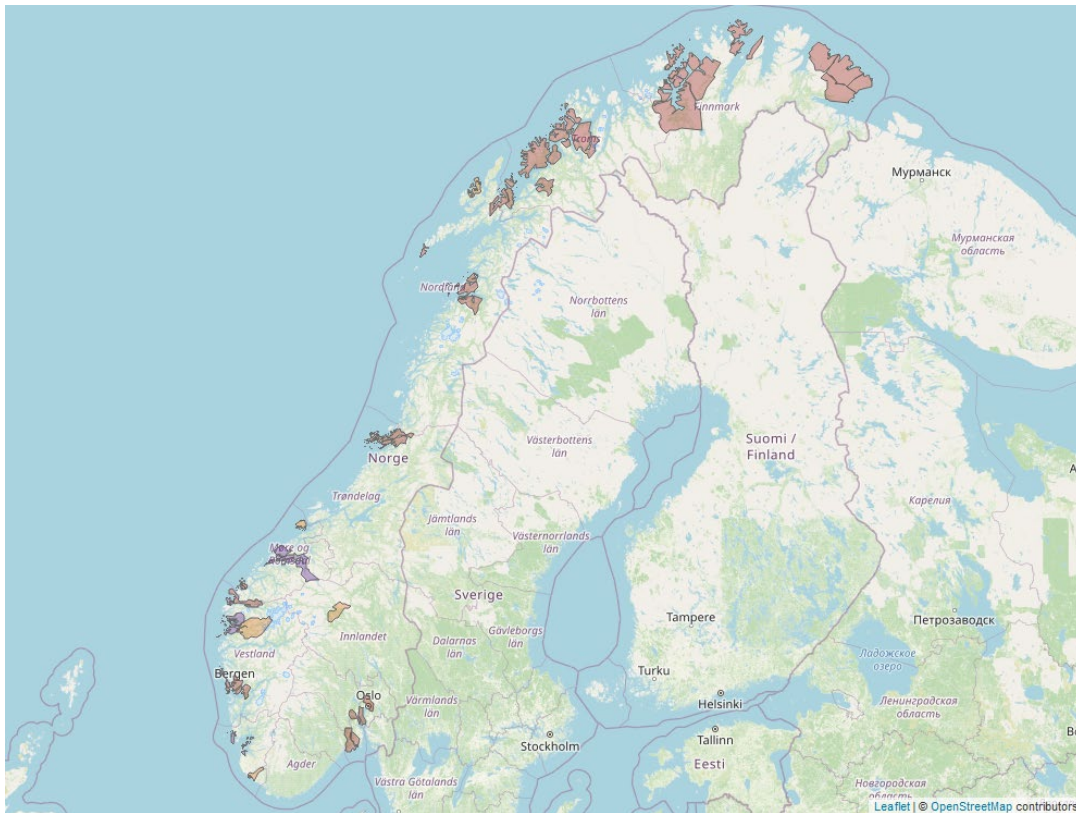 Finnmark
Troms
Мурманск
Мурманская
область
Nordland
Norrbottens
län
Norge
Västerbottens
län
Suomi /
Finland
Trøndelag
Карелия
Jämtlands
län
Västernorrlands
län
Møre og
Romsdal
Sverige
Tampere
Петрозаводск
Innlandet
Dalarnas
län
Gävleborgs
län
Vestland
Ладожское
озеро
Turku
Bergen
Oslo
Värmlands
län
Helsinki
Ленинградская
область
Stockholm
Tallinn
Agder
Eesti
Västra Götalands
län
Новгородская
область
Leaflet | © OpenStreetMap contributors